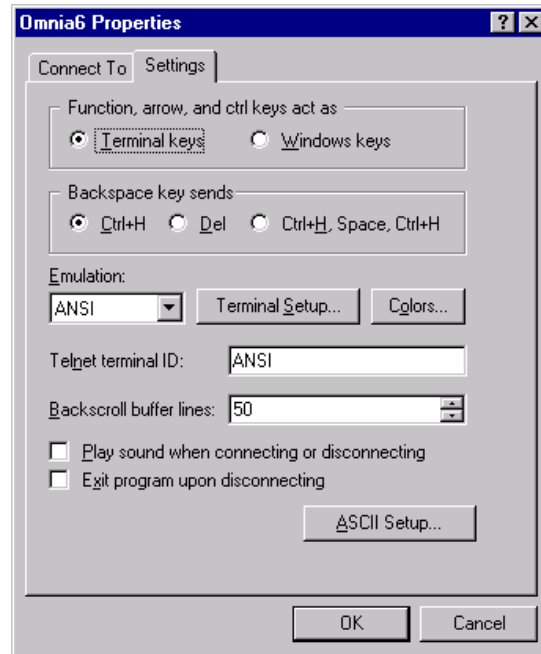 Omnia6 Properties
Connect To Settings
Function, arrow, and ctrl keys act as
Terminal keys Windows keys
Backspace key sends
Ctrl+H Del Ctrl+H, Space, Ctrl+H
Emulation:
ANSI Terminal Setup... Colors...
Telnet terminal ID: ANSI
Backscroll buffer lines: 50
Play sound when connecting or disconnecting
Exit program upon disconnecting
ASCII Setup...
OK Cancel